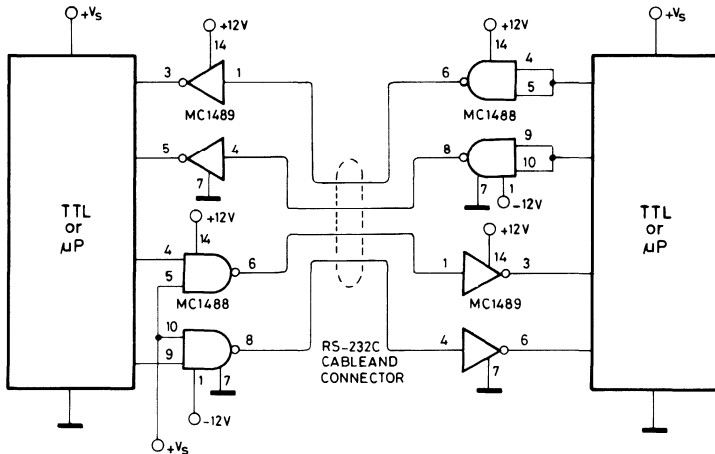 +Vs
+12V
+12V
+Vs
14
14
3
1
6
4
5
MC1489
MC1488
5
4
8
9
10
7
7
1
-12V
TTL
or
μP
TTL
or
μP
+12V
+12V
14
14
4
5
6
1
3
MC1488
MC1489
10
9
8
4
6
1
7
7
RS-232C
CABLEAND
CONNECTOR
-12V
+Vs